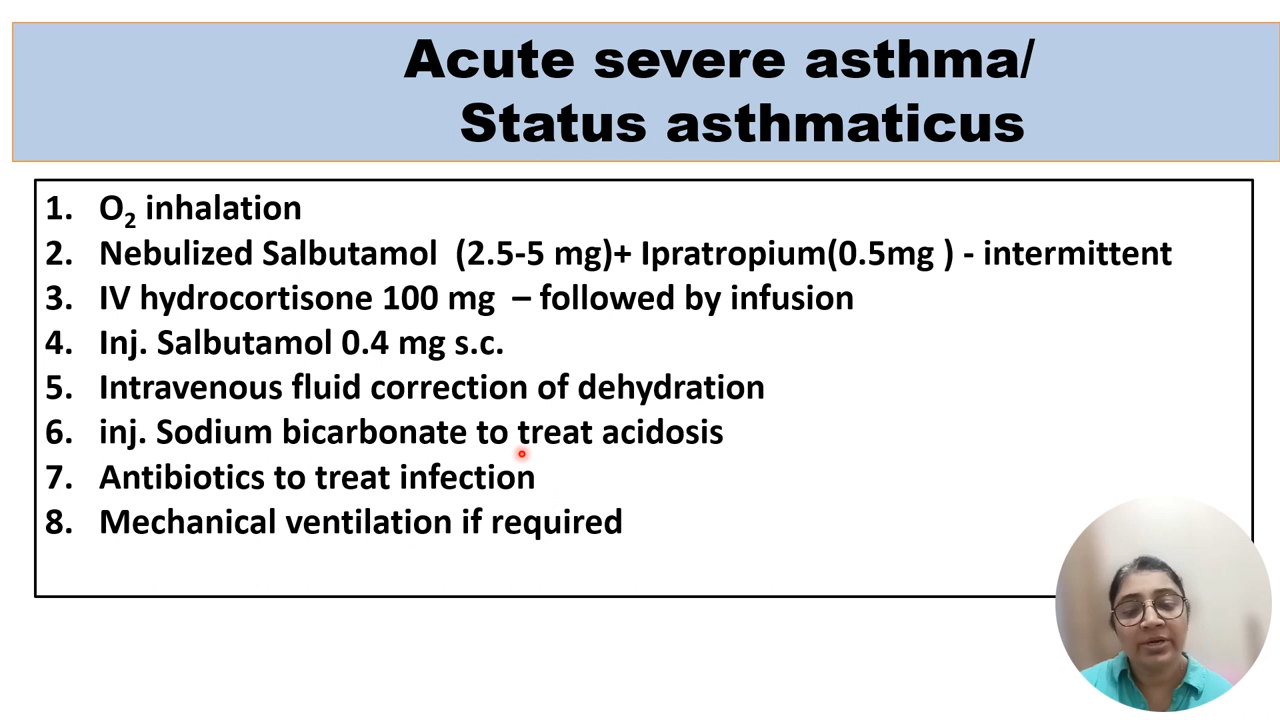 Acute severe asthma/
Status asthmaticus
1. O₂ inhalation
2. Nebulized Salbutamol (2.5-5 mg)+ Ipratropium(0.5mg ) - intermittent
3. IV hydrocortisone 100 mg – followed by infusion
4. Inj. Salbutamol 0.4 mg s.c.
5. Intravenous fluid correction of dehydration
6. inj. Sodium bicarbonate to treat acidosis
7. Antibiotics to treat infection
8. Mechanical ventilation if required